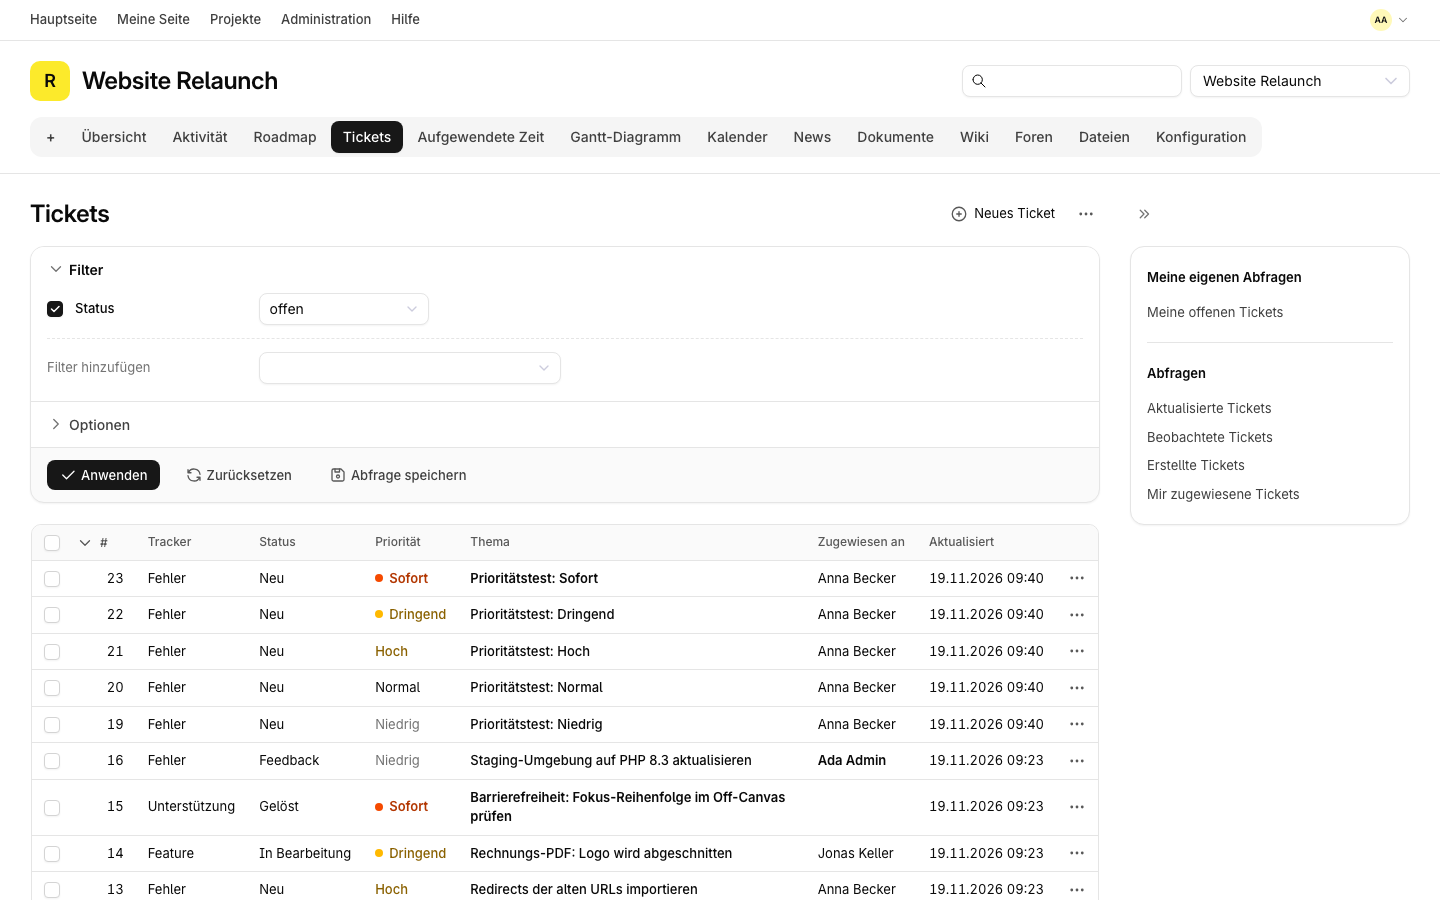 Hauptseite Meine Seite Projekte Administration Hilfe AA
R Website Relaunch Website Relaunch
+ Übersicht Aktivität Roadmap Tickets Aufgewendete Zeit Gantt-Diagramm Kalender News Dokumente Wiki Foren Dateien Konfiguration
Tickets Neues Ticket
Filter
Status offen
Filter hinzufügen
Optionen
Anwenden Zurücksetzen Abfrage speichern
Meine eigenen Abfragen
Meine offenen Tickets
Abfragen
Aktualisierte Tickets
Beobachtete Tickets
Erstellte Tickets
Mir zugewiesene Tickets
# Tracker Status Priorität Thema Zugewiesen an Aktualisiert
23 Fehler Neu Sofort Prioritätstest: Sofort Anna Becker 19.11.2026 09:40
22 Fehler Neu Dringend Prioritätstest: Dringend Anna Becker 19.11.2026 09:40
21 Fehler Neu Hoch Prioritätstest: Hoch Anna Becker 19.11.2026 09:40
20 Fehler Neu Normal Prioritätstest: Normal Anna Becker 19.11.2026 09:40
19 Fehler Neu Niedrig Prioritätstest: Niedrig Anna Becker 19.11.2026 09:40
16 Fehler Feedback Niedrig Staging-Umgebung auf PHP 8.3 aktualisieren Ada Admin 19.11.2026 09:23
15 Unterstützung Gelöst Sofort Barrierefreiheit: Fokus-Reihenfolge im Off-Canvas
prüfen 19.11.2026 09:23
14 Feature In Bearbeitung Dringend Rechnungs-PDF: Logo wird abgeschnitten Jonas Keller 19.11.2026 09:23
13 Fehler Neu Hoch Redirects der alten URLs importieren Anna Becker 19.11.2026 09:23